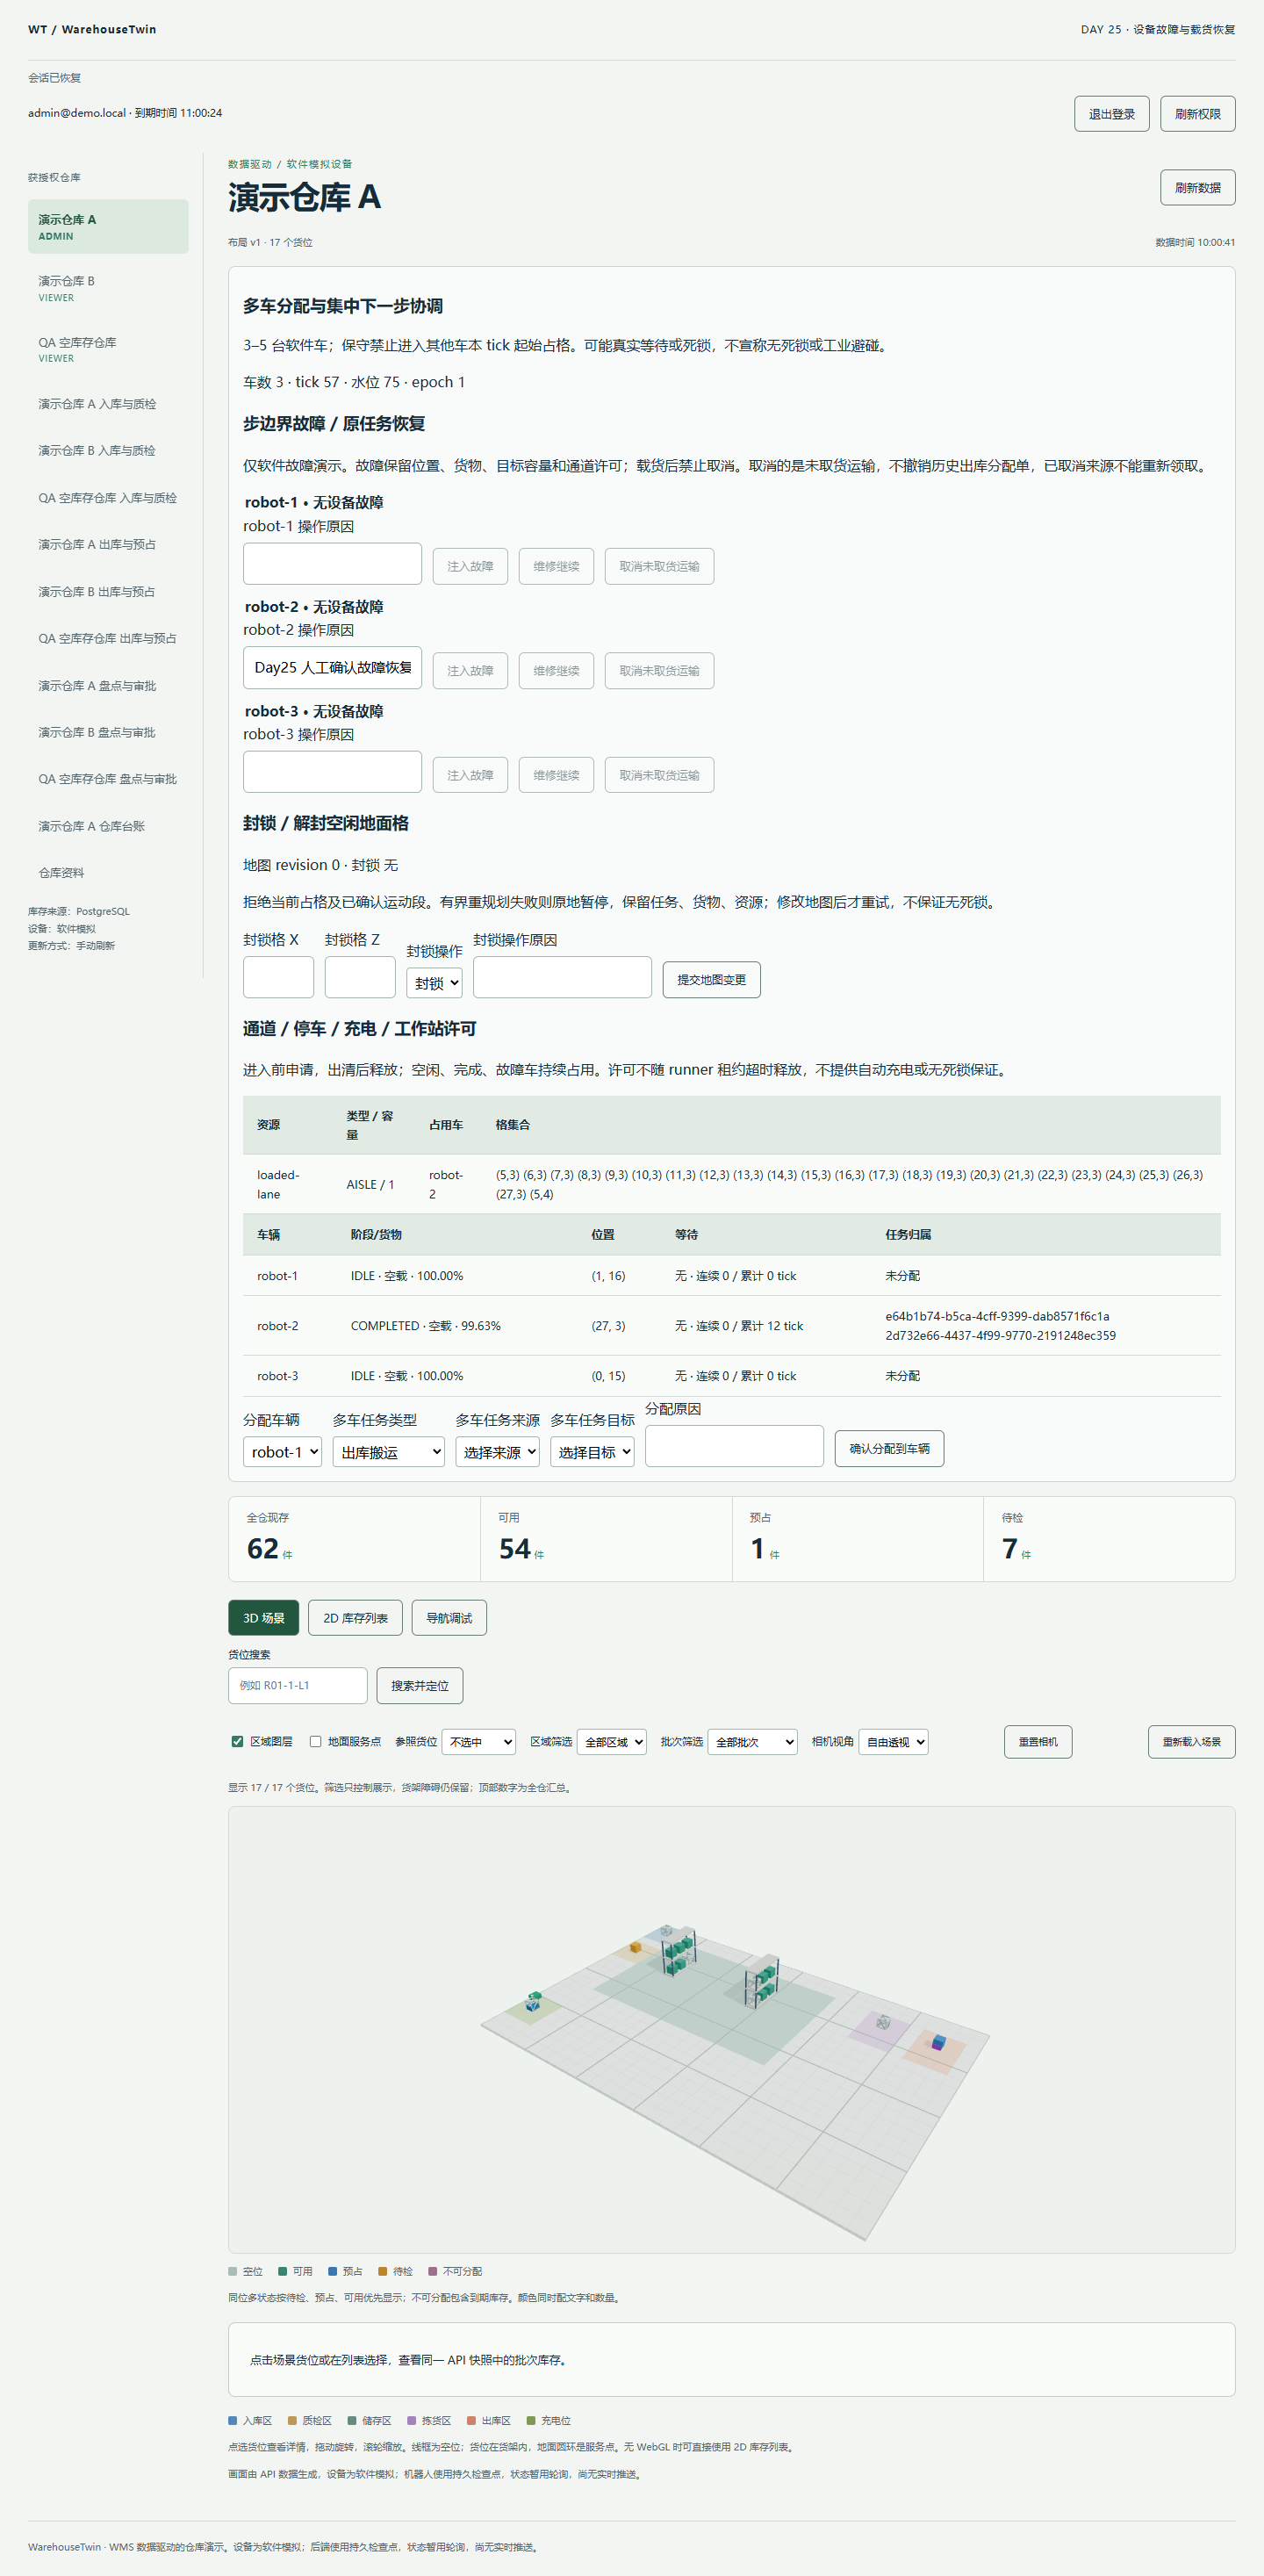 WT / WarehouseTwin
DAY 25 · 设备故障与载货恢复
会话已恢复
admin@demo.local · 到期时间 11:00:24
退出登录
刷新权限
获授权仓库
演示仓库 A
ADMIN
演示仓库 B
VIEWER
QA 空库存仓库
VIEWER
演示仓库 A 入库与质检
演示仓库 B 入库与质检
QA 空库存仓库 入库与质检
演示仓库 A 出库与预占
演示仓库 B 出库与预占
QA 空库存仓库 出库与预占
演示仓库 A 盘点与审批
演示仓库 B 盘点与审批
QA 空库存仓库 盘点与审批
演示仓库 A 仓库台账
仓库资料
库存来源：PostgreSQL
设备：软件模拟
更新方式：手动刷新
数据驱动 / 软件模拟设备
演示仓库 A
刷新数据
布局 v1 · 17 个货位
数据时间 10:00:41
多车分配与集中下一步协调
3–5 台软件车；保守禁止进入其他车本 tick 起始占格。可能真实等待或死锁，不宣称无死锁或工业避碰。
车数 3 · tick 57 · 水位 75 · epoch 1
步边界故障 / 原任务恢复
仅软件故障演示。故障保留位置、货物、目标容量和通道许可；载货后禁止取消。取消的是未取货运输，不撤销历史出库分配单，已取消来源不能重新领取。
robot-1 • 无设备故障
robot-1 操作原因
注入故障
维修继续
取消未取货运输
robot-2 • 无设备故障
robot-2 操作原因
Day25 人工确认故障恢复
注入故障
维修继续
取消未取货运输
robot-3 • 无设备故障
robot-3 操作原因
注入故障
维修继续
取消未取货运输
封锁 / 解封空闲地面格
地图 revision 0 · 封锁 无
拒绝当前占格及已确认运动段。有界重规划失败则原地暂停，保留任务、货物、资源；修改地图后才重试，不保证无死锁。
封锁格 X
封锁格 Z
封锁操作
封锁操作原因
封锁
提交地图变更
通道 / 停车 / 充电 / 工作站许可
进入前申请，出清后释放；空闲、完成、故障车持续占用。许可不随 runner 租约超时释放，不提供自动充电或无死锁保证。
资源
类型 / 容量
占用车
格集合
loaded-lane
AISLE / 1
robot-2
(5,3) (6,3) (7,3) (8,3) (9,3) (10,3) (11,3) (12,3) (13,3) (14,3) (15,3) (16,3) (17,3) (18,3) (19,3) (20,3) (21,3) (22,3) (23,3) (24,3) (25,3) (26,3)
(27,3) (5,4)
车辆
阶段/货物
位置
等待
任务归属
robot-1
IDLE · 空载 · 100.00%
(1, 16)
无 · 连续 0 / 累计 0 tick
未分配
robot-2
COMPLETED · 空载 · 99.63%
(27, 3)
无 · 连续 0 / 累计 12 tick
e64b1b74-b5ca-4cff-9399-dab8571f6c1a
2d732e66-4437-4f99-9770-2191248ec359
robot-3
IDLE · 空载 · 100.00%
(0, 15)
无 · 连续 0 / 累计 0 tick
未分配
分配车辆
多车任务类型
多车任务来源
多车任务目标
分配原因
robot-1
出库搬运
选择来源
选择目标
确认分配到车辆
全仓现存
62 件
可用
54 件
预占
1 件
待检
7 件
3D 场景
2D 库存列表
导航调试
货位搜索
例如 R01-1-L1
搜索并定位
区域图层
地面服务点
参照货位
不选中
区域筛选
全部区域
批次筛选
全部批次
相机视角
自由透视
重置相机
重新载入场景
显示 17 / 17 个货位。筛选只控制展示，货架障碍仍保留；顶部数字为全仓汇总。
空位
可用
预占
待检
不可分配
同位多状态按待检、预占、可用优先显示；不可分配包含到期库存。颜色同时配文字和数量。
点击场景货位或在列表选择，查看同一 API 快照中的批次库存。
入库区
质检区
储存区
拣货区
出库区
充电位
点选货位查看详情，拖动旋转，滚轮缩放。线框为空位；货位在货架内，地面圆环是服务点。无 WebGL 时可直接使用 2D 库存列表。
画面由 API 数据生成，设备为软件模拟；机器人使用持久检查点，状态暂用轮询，尚无实时推送。
WarehouseTwin · WMS 数据驱动的仓库演示。设备为软件模拟；后端使用持久检查点，状态暂用轮询，尚无实时推送。